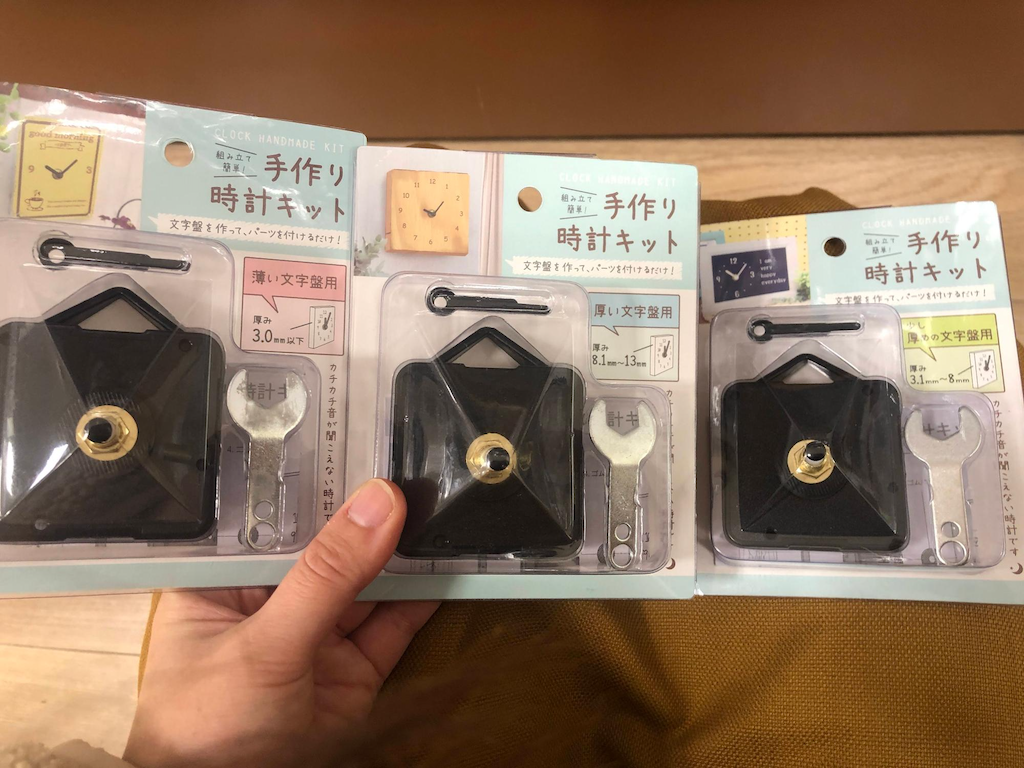 good morning
CLOCK HANDMADE KIT
組み立て
簡単!
手作り
時計キット
文字盤を作って、パーツを付けるだけ!
薄い文字盤用
厚み
3.0mm以下
カチカチ音が聞こえない時計で
時計キ
CLOCK HANDMADE KIT
組み立て
簡単!
手作り
時計キット
文字盤を作って、パーツを付けるだけ!
厚い文字盤用
厚み
8.1mm~13mm
計キ
CLOCK HANDMADE
組み立て
簡単!
手作り
時計キット
文字盤を作って、パーツを付けるだけ!
I am
very
happy
everyday
少し
厚めの文字盤用
厚み
3.1mm~8mm
カチカチ音が聞こえない時計です。